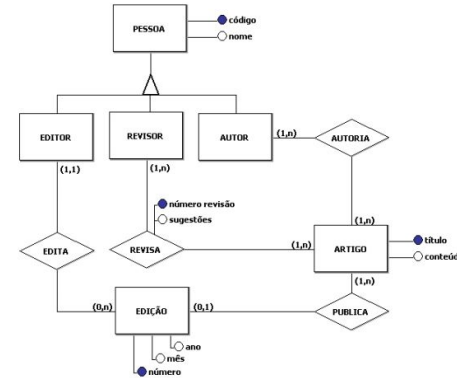 PESSOA
código
nome
EDITOR
REVISOR
AUTOR
(1,n)
AUTORIA
(1,1)
(1,n)
número revisão
sugestões
(1,n)
EDITA
REVISA
(1,n)
ARTIGO
título
conteúd
(1,n)
(0,n)
EDIÇÃO
(0,1)
PUBLICA
ano
mês
número